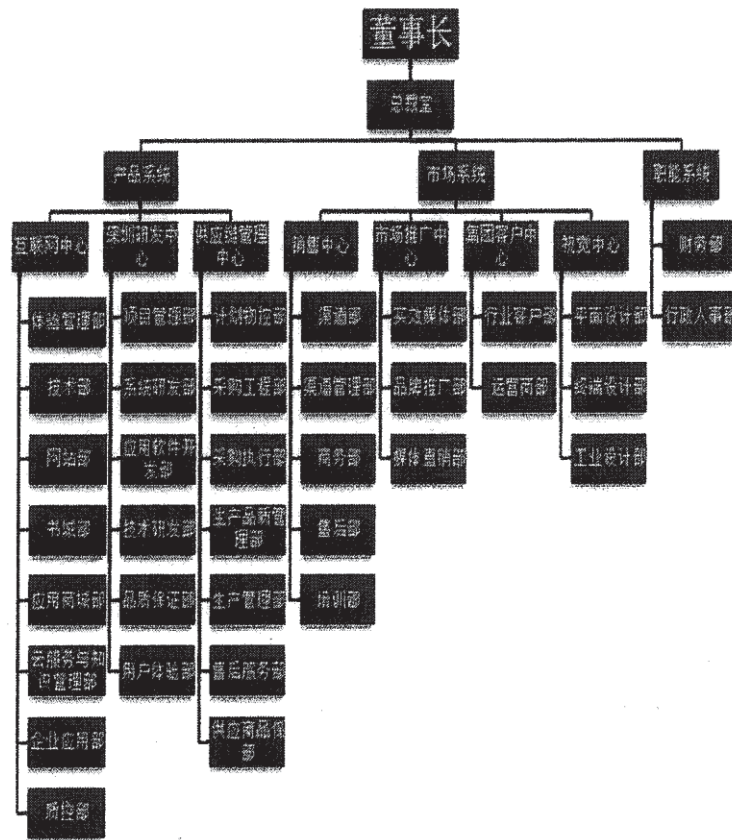 董事长
总裁室
产品系统
市场系统
职能系统
互联网中心
深圳研发中
心
供应链管理
中心
销售中心
市场推广中
心
集团客户中
心
视觉中心
财务部
行政人事部
体验管理部
技术部
网站部
书城部
应用商城部
云服务与知
识管理部
企业应用部
质控部
项目管理部
系统研发部
应用软件开
发部
技术研发部
品质保证部
用户体验部
计划物控部
采购工程部
采购执行部
生产品质管
理部
生产管理部
售后服务部
供应商品保
部
渠道部
渠道管理部
商务部
售后部
培训部
实效媒体部
品牌推广部
媒体直销部
行业客户部
运营商部
平面设计部
终端设计部
工业设计部